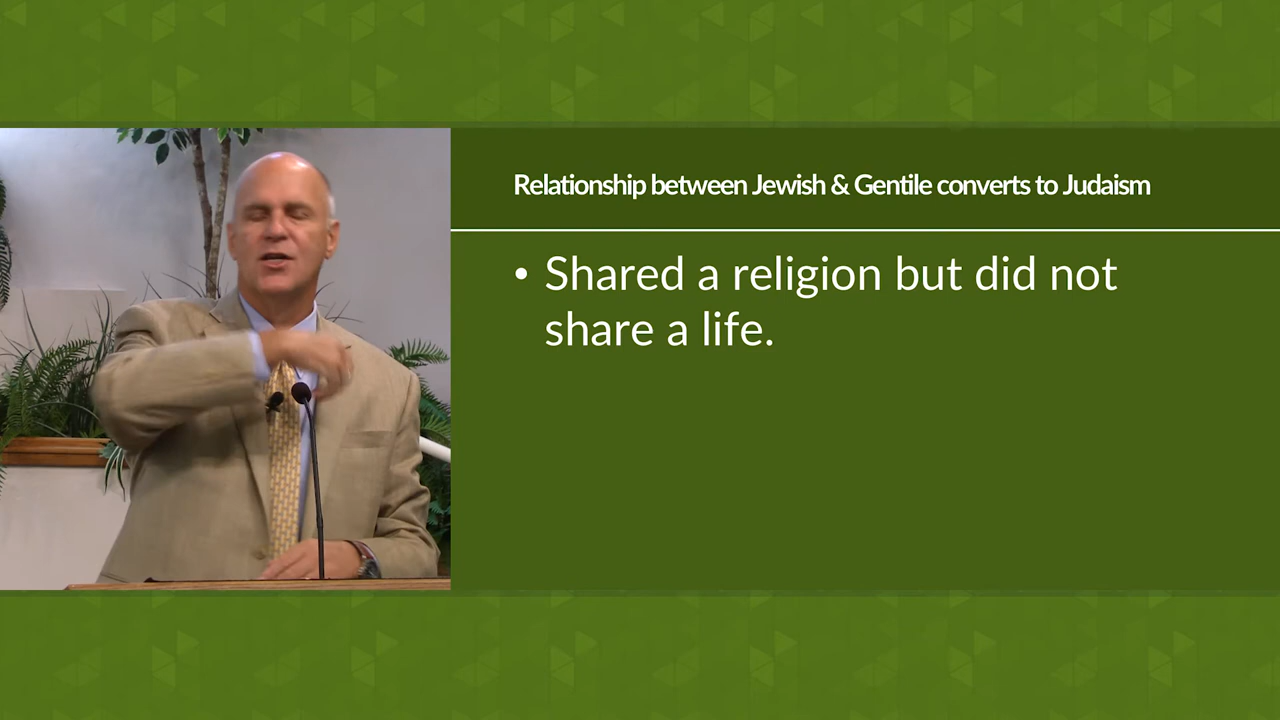 Relationship between Jewish & Gentile converts to Judaism
• Shared a religion but did not
share a life.